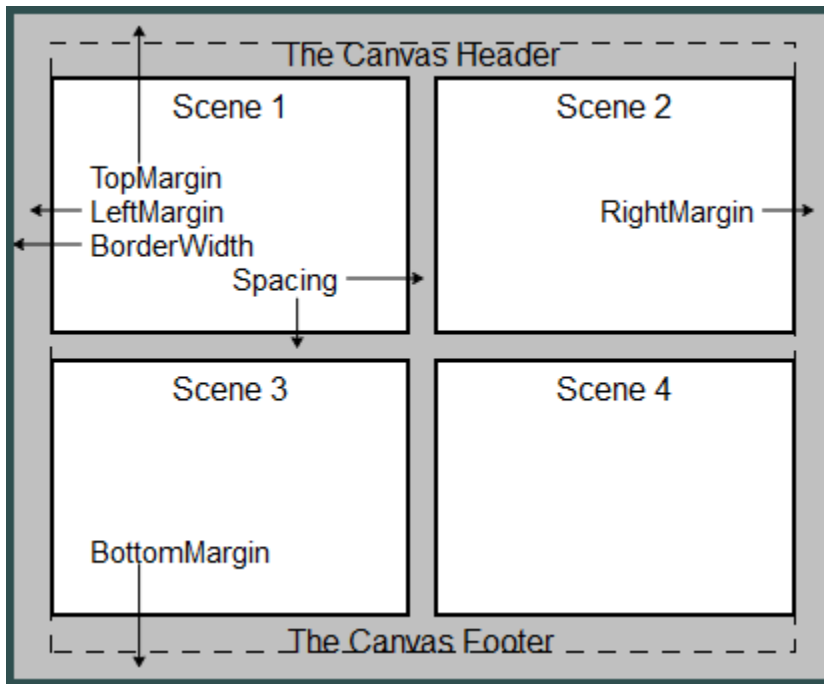 The Canvas Header
Scene 1
Scene 2
TopMargin
LeftMargin
RightMargin
BorderWidth
Spacing
Scene 3
Scene 4
BottomMargin
The Canvas Footer